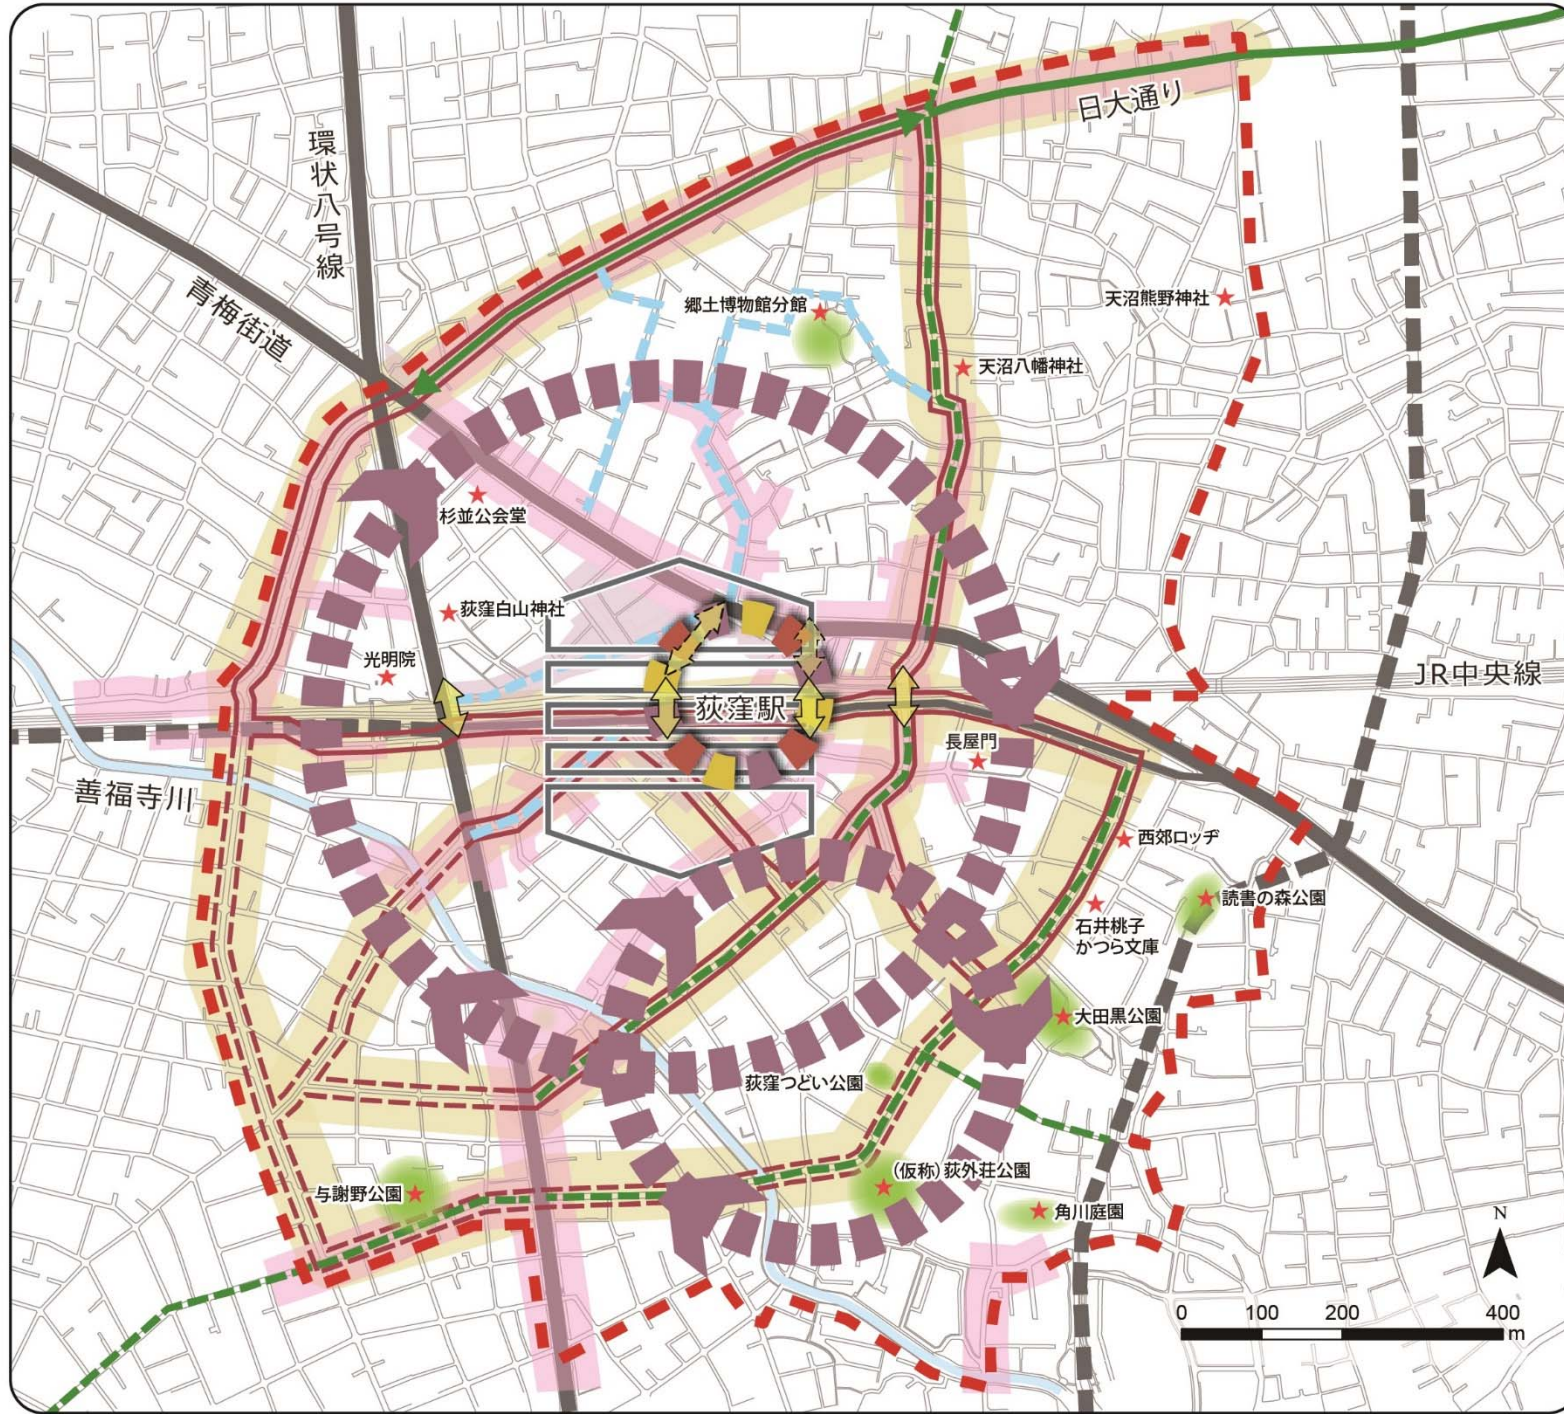 日大通り
環状八号線
青梅街道
郷土博物館分館
天沼熊野神社
天沼八幡神社
杉並公会堂
荻窪白山神社
光明院
JR中央線
荻窪駅
長屋門
善福寺川
西郊ロッヂ
読書の森公園
石井桃子
かつら文庫
大田黒公園
荻窪つどい公園
(仮称)荻外荘公園
与謝野公園
角川庭園
N
0 100 200 400
m